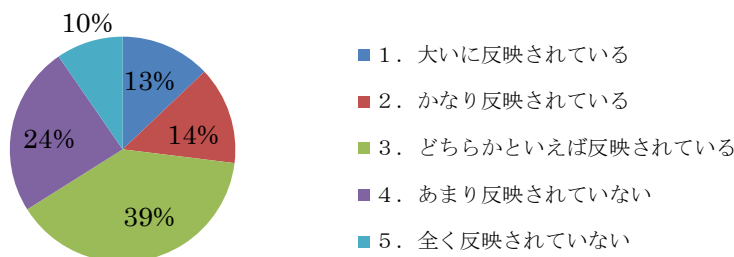 10%
13%
14%
24%
39%
１．大いに反映されている
２．かなり反映されている
３．どちらかといえば反映されている
４．あまり反映されていない
５．全く反映されていない